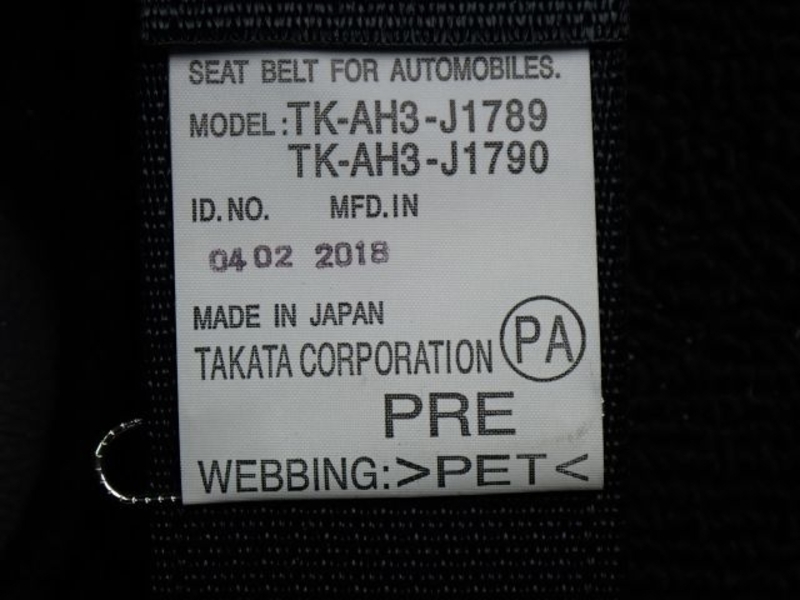 SEAT BELT FOR AUTOMOBILES.
MODEL:TK-AH3-J1789
TK-AH3-J1790
ID.NO. MFD.IN
04 02 2018
MADE IN JAPAN
TAKATA CORPORATION PA
PRE
WEBBING:>PET<